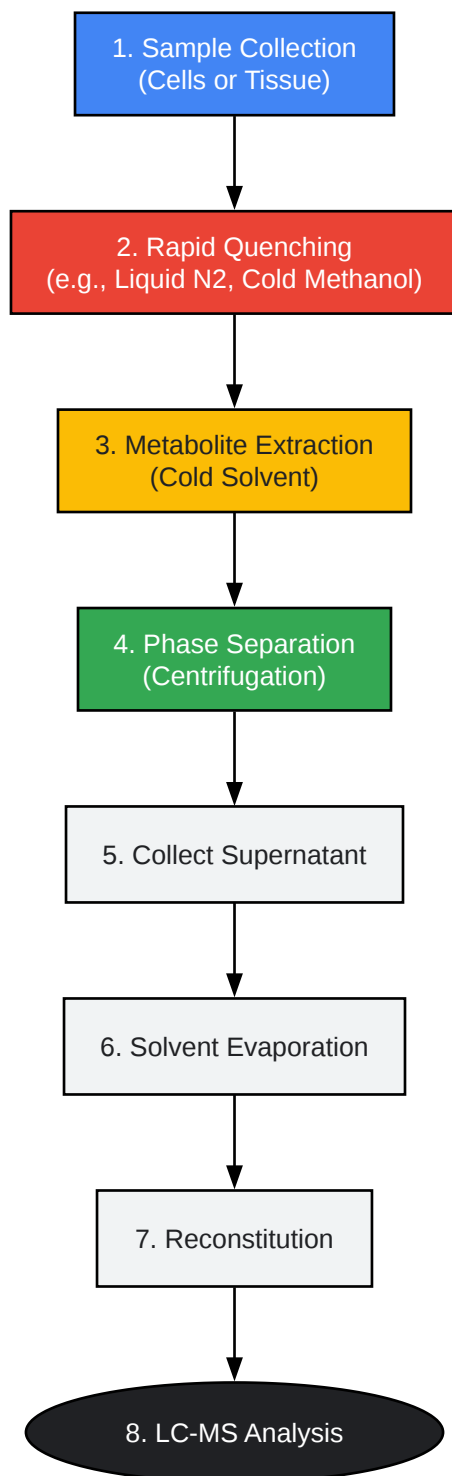 1. Sample Collection
(Cells or Tissue)
2. Rapid Quenching
(e.g., Liquid N2, Cold Methanol)
3. Metabolite Extraction
(Cold Solvent)
4. Phase Separation
(Centrifugation)
5. Collect Supernatant
6. Solvent Evaporation
7. Reconstitution
8. LC-MS Analysis